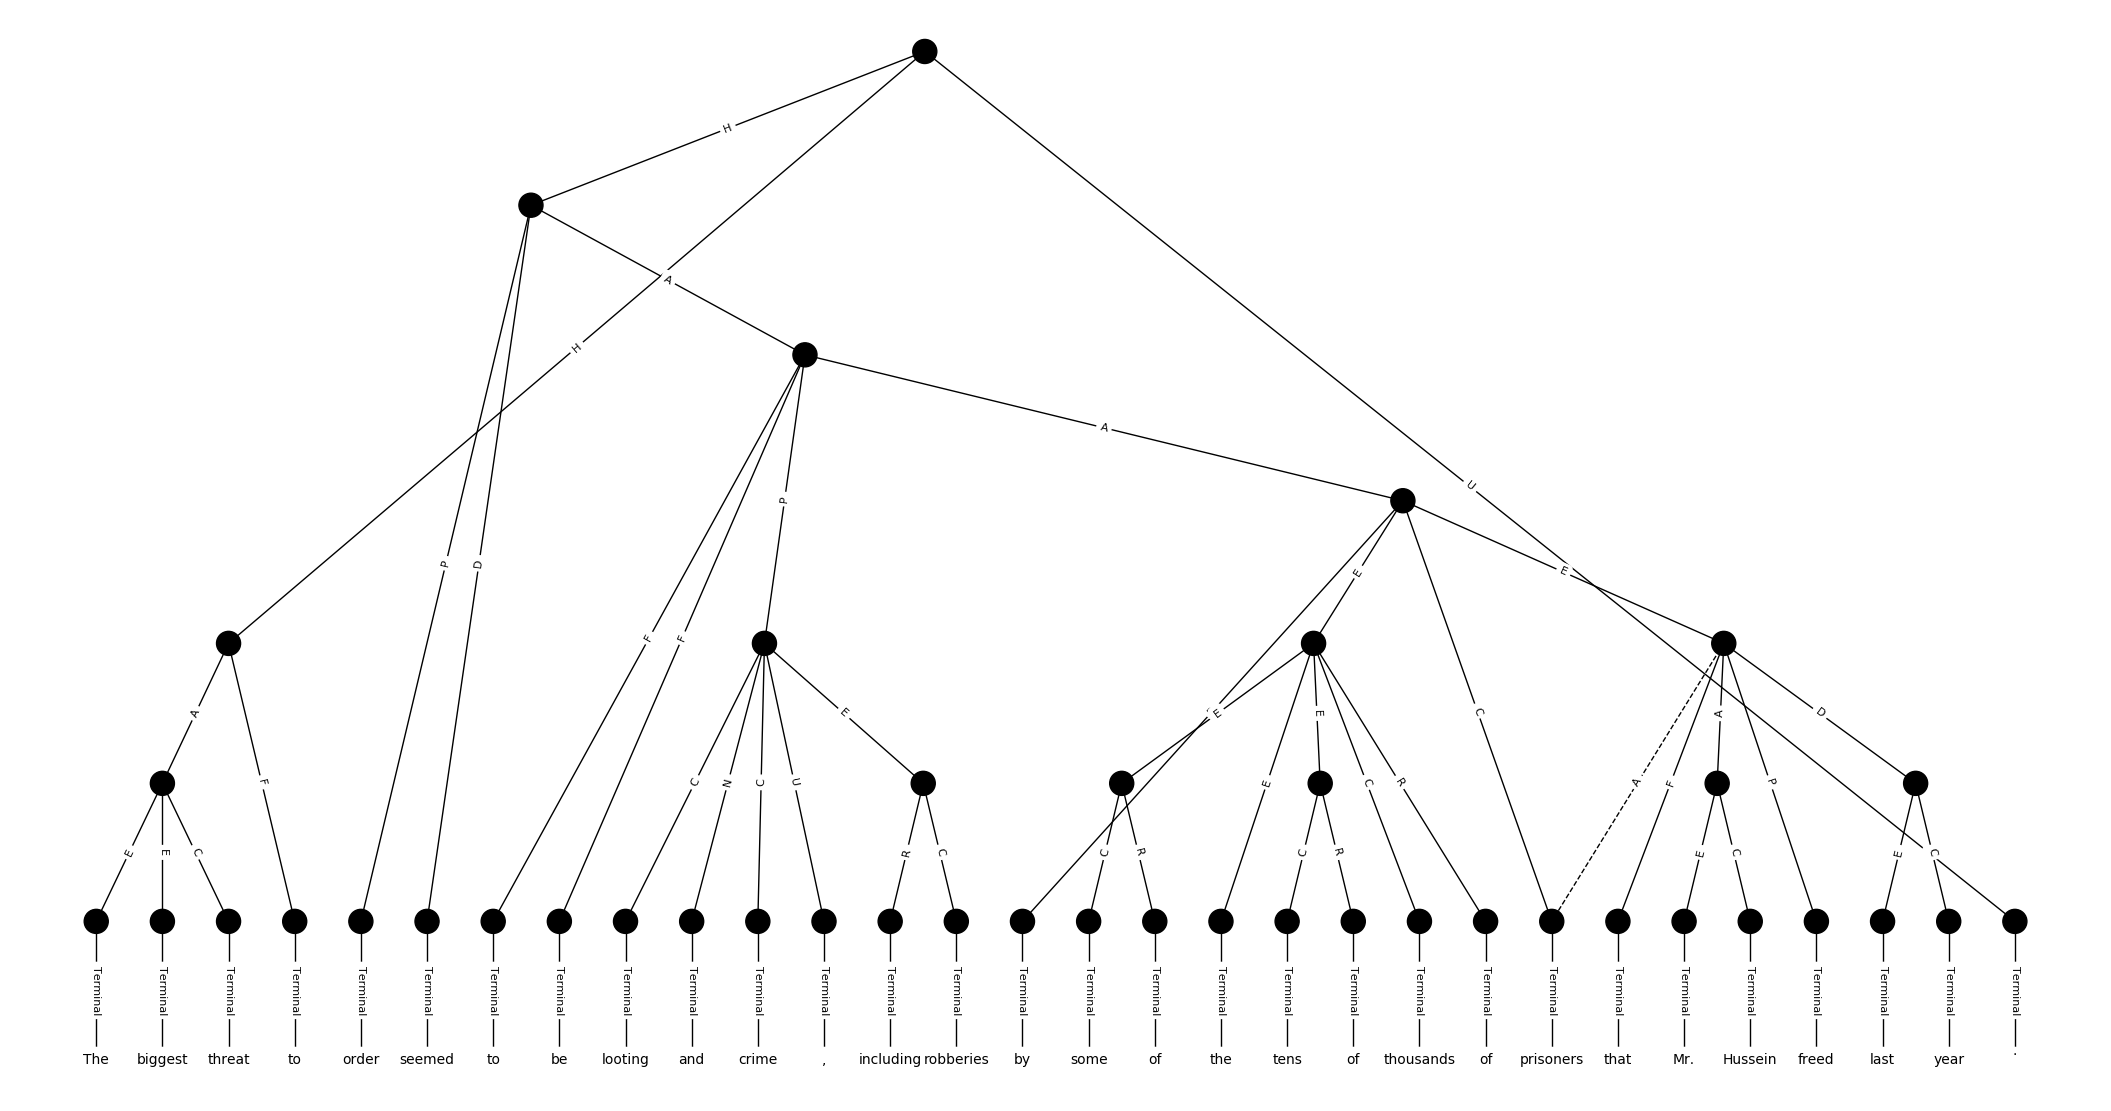 H
A
H
A
U
P
E
E
P
D
F
F
A
E
E
E
C
A
D
F
C
N
C
U
E
C
R
A
F
P
E
E
C
R
C
C
R
C
R
E
C
E
C
Terminal Terminal Terminal Terminal Terminal Terminal Terminal Terminal Terminal Terminal Terminal Terminal Terminal Terminal Terminal Terminal Terminal Terminal Terminal Terminal Terminal Terminal Terminal Terminal Terminal Terminal Terminal Terminal Terminal Terminal
The biggest threat to order seemed to be looting and crime , including robberies by some of the tens of thousands of prisoners that Mr. Hussein freed last year .